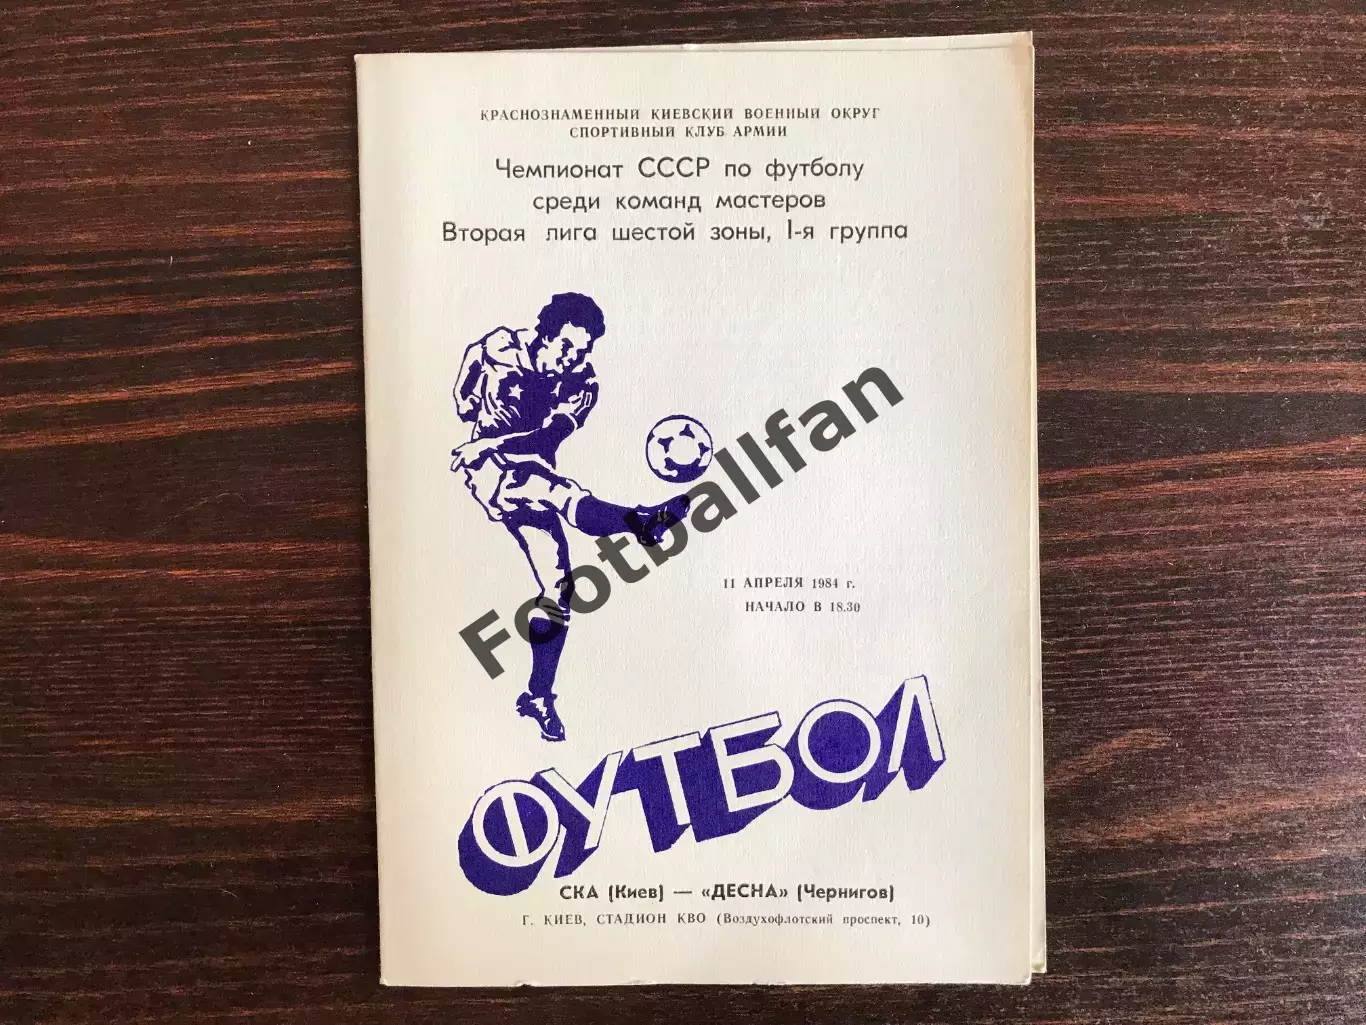 КРАСНОЗНАМЕННЫЙ КИЕВСКИЙ ВОЕННЫЙ ОКРУГ
СПОРТИВНЫЙ КЛУБ АРМИИ
Чемпионат СССР по футболу
среди команд мастеров
Вторая лига шестой зоны, I-я группа
Footballfan
11 АПРЕЛЯ 1984 г.
НАЧАЛО В 18.30
ФУТБОЛ
СКА (Киев) — «ДЕСНА» (Чернигов)
Г. КИЕВ, СТАДИОН КВО (Воздухофлотский проспект, 10)